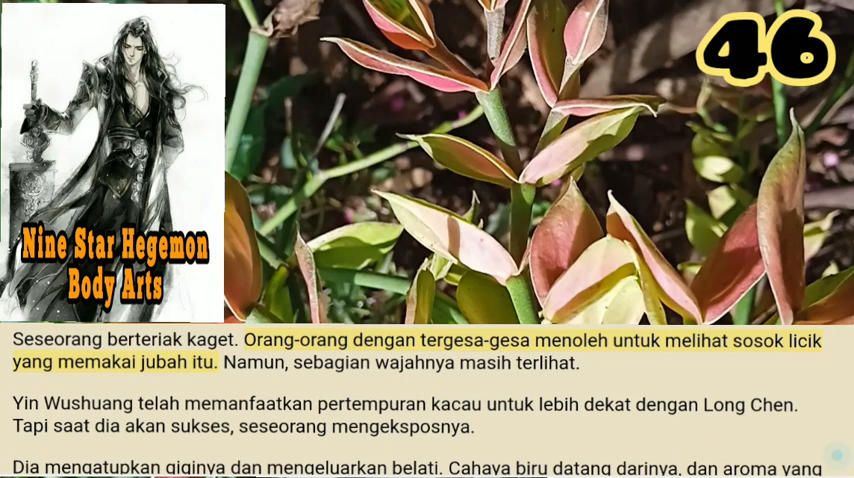 46
Nine Star Hegemon
Body Arts
Seseorang berteriak kaget. Orang-orang dengan tergesa-gesa menoleh untuk melihat sosok licik
yang memakai jubah itu. Namun, sebagian wajahnya masih terlihat.
Yin Wushuang telah memanfaatkan pertempuran kacau untuk lebih dekat dengan Long Chen.
Tapi saat dia akan sukses, seseorang mengeksposnya.
Dia mengatupkan giginya dan mengeluarkan belati. Cahaya biru datang darinya, dan aroma yang